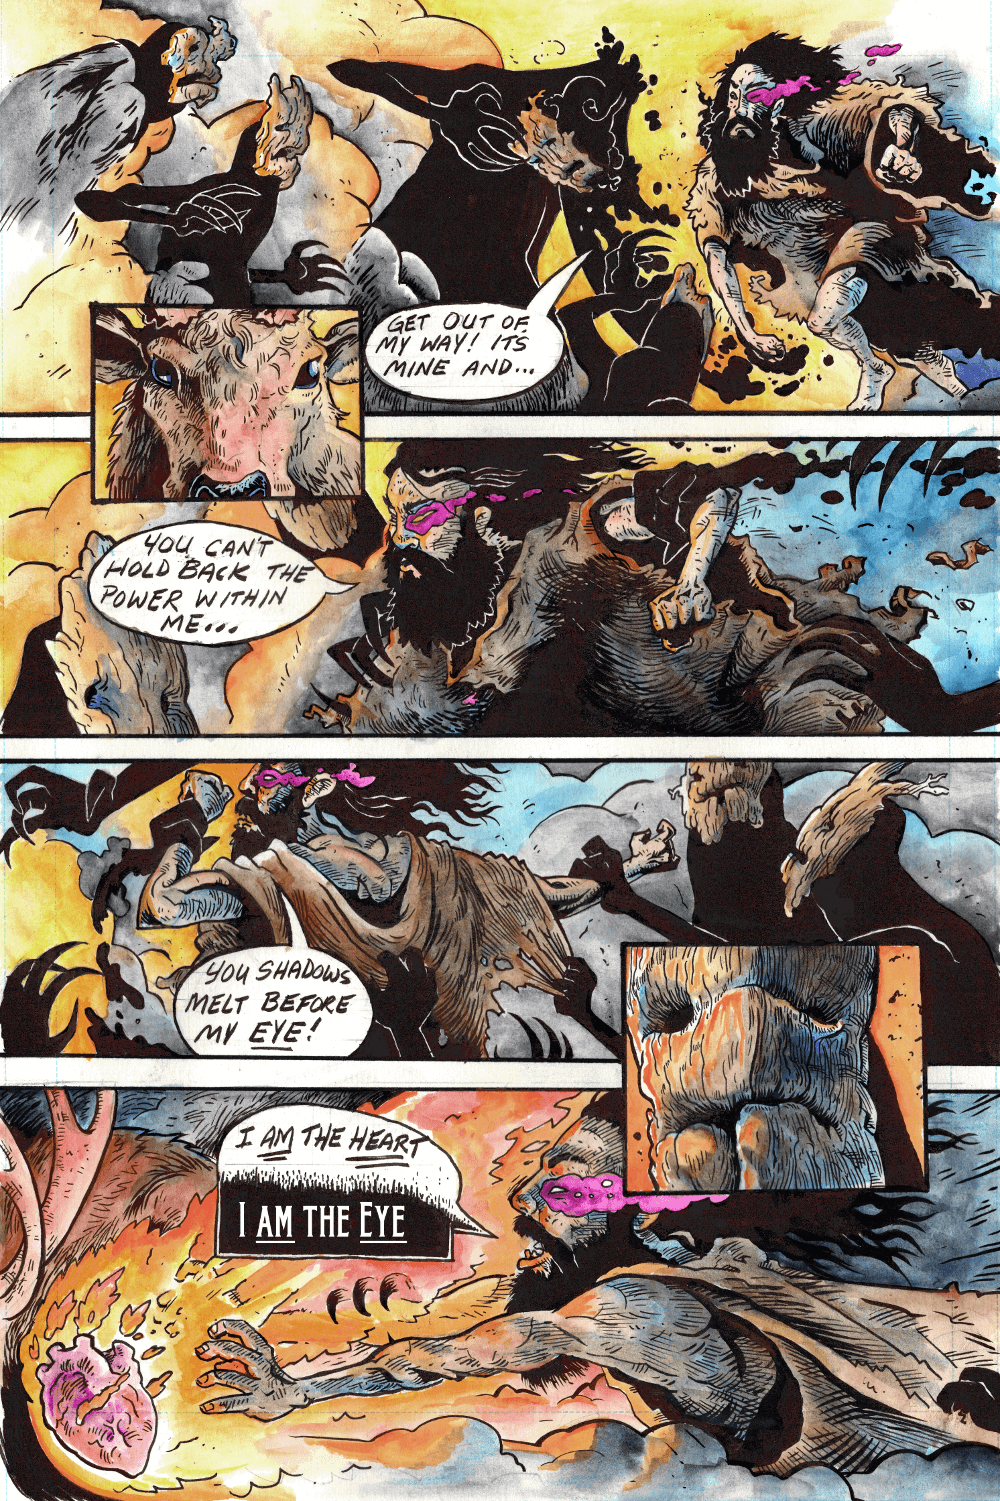 GET OUT OF
MY WAY! ITS
MINE AND...
YOU CAN'T
HOLD BACK THE
POWER WITHIN
ME...
YOU SHADOWS
MELT BEFORE
MY EYE!
I AM THE HEART
I AM THE EYE